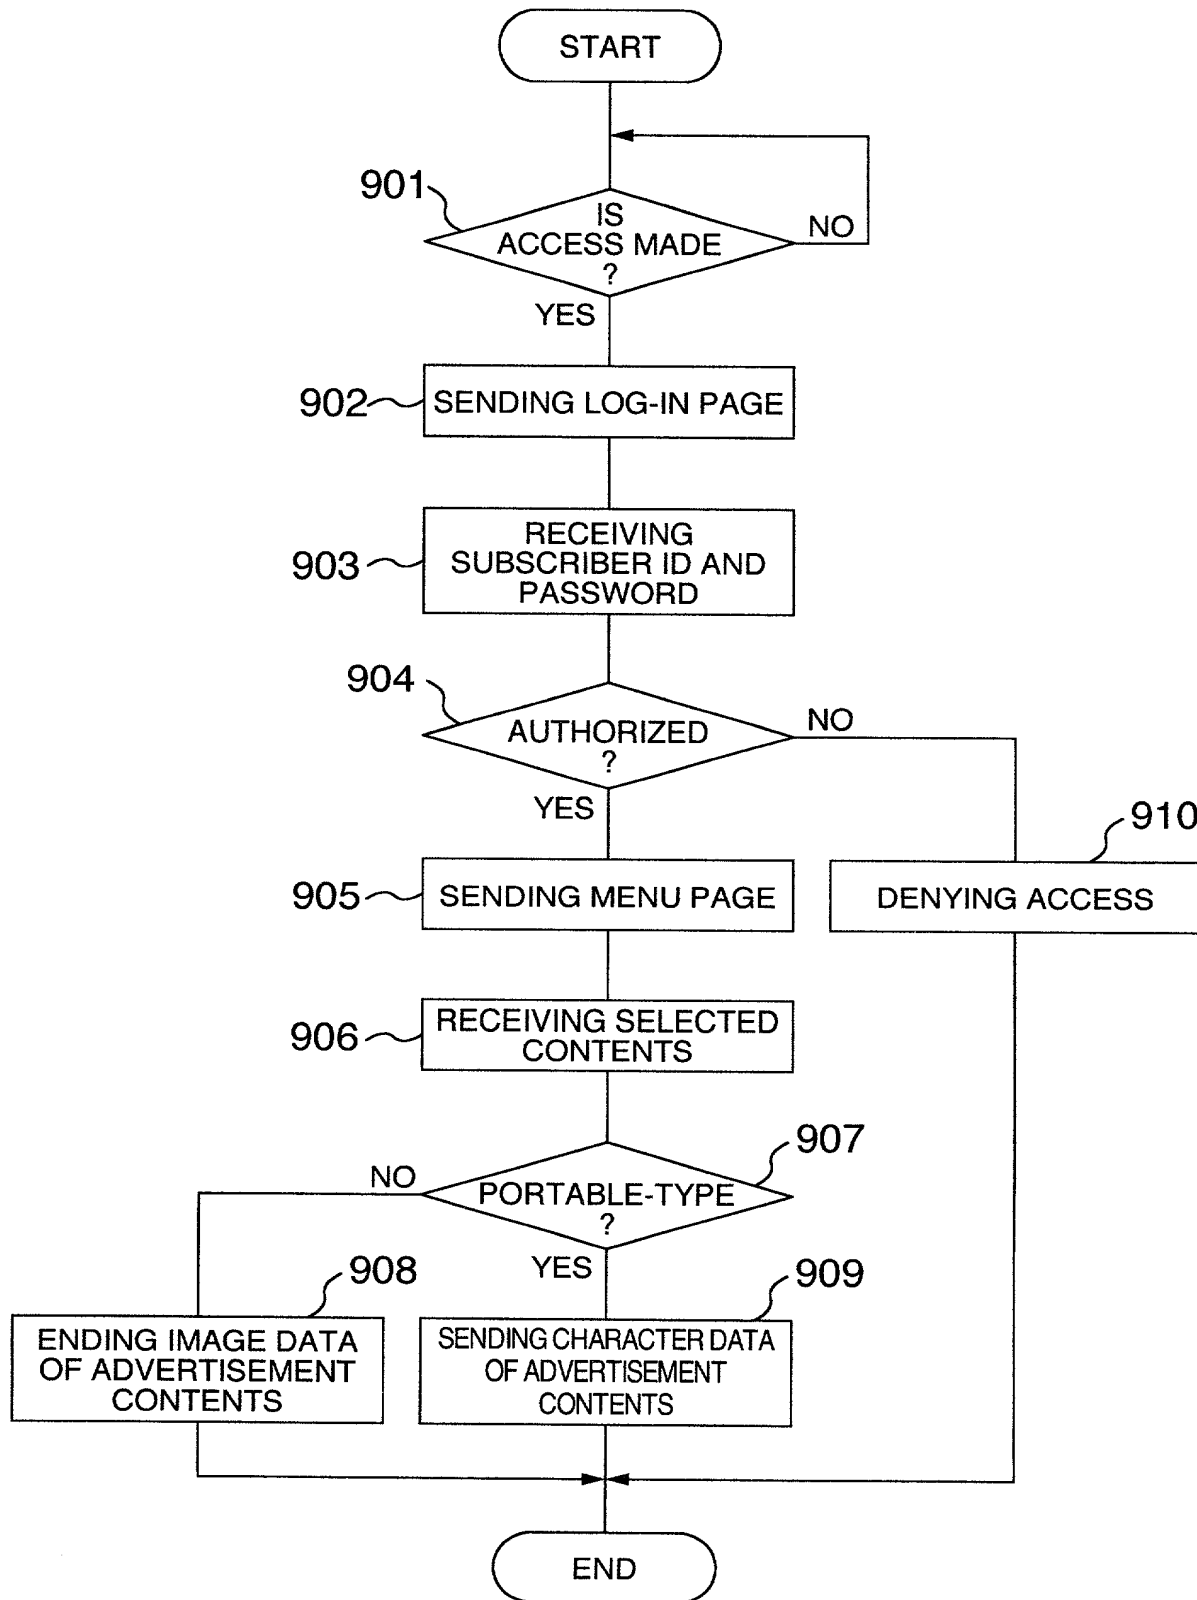 START
901
IS
ACCESS MADE
?
NO
YES
902
SENDING LOG-IN PAGE
903
RECEIVING
SUBSCRIBER ID AND
PASSWORD
904
AUTHORIZED
?
NO
YES
910
905
SENDING MENU PAGE
DENYING ACCESS
906
RECEIVING SELECTED
CONTENTS
907
NO
PORTABLE-TYPE
?
YES
908
909
ENDING IMAGE DATA
OF ADVERTISEMENT
CONTENTS
SENDING CHARACTER DATA
OF ADVERTISEMENT
CONTENTS
END